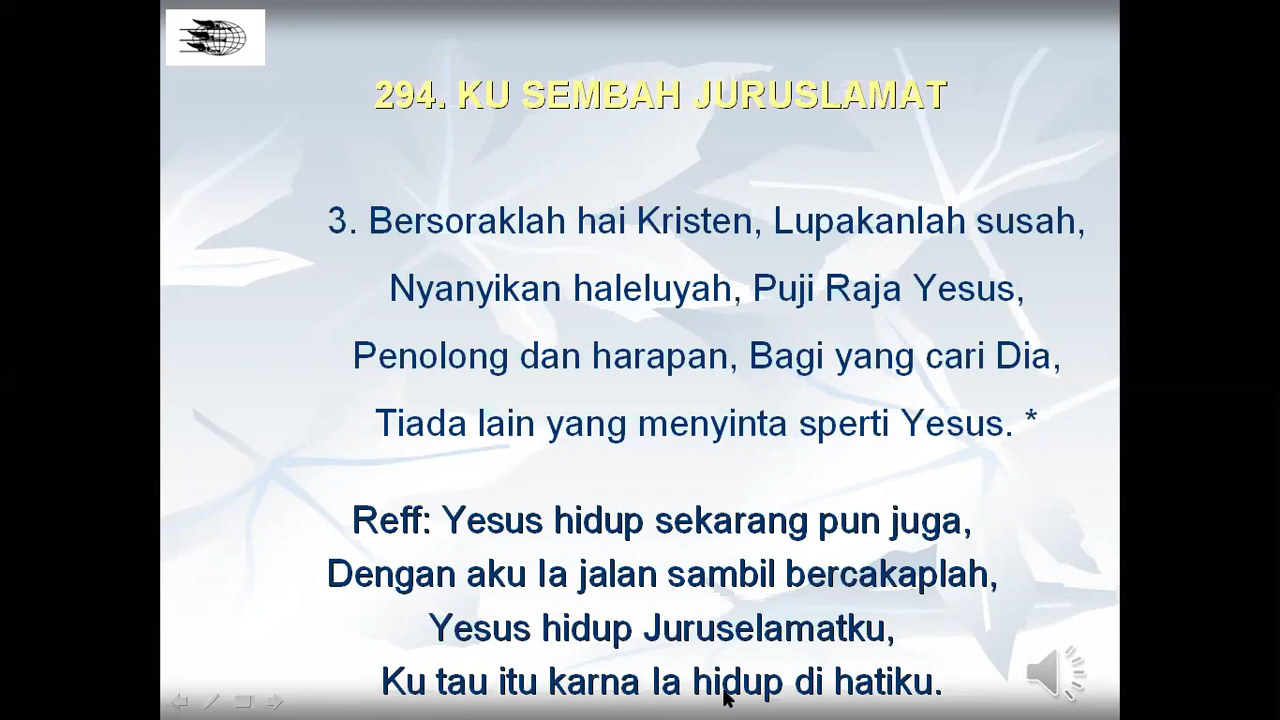 294. KU SEMBAH JURUSLAMAT
3. Bersoraklah hai Kristen, Lupakanlah susah,
Nyanyikan haleluyah, Puji Raja Yesus,
Penolong dan harapan, Bagi yang cari Dia,
Tiada lain yang menyinta sperti Yesus. *
Reff: Yesus hidup sekarang pun juga,
Dengan aku Ia jalan sambil bercakaplah,
Yesus hidup Juruselamatku,
Ku tau itu karna Ia hidup di hatiku.